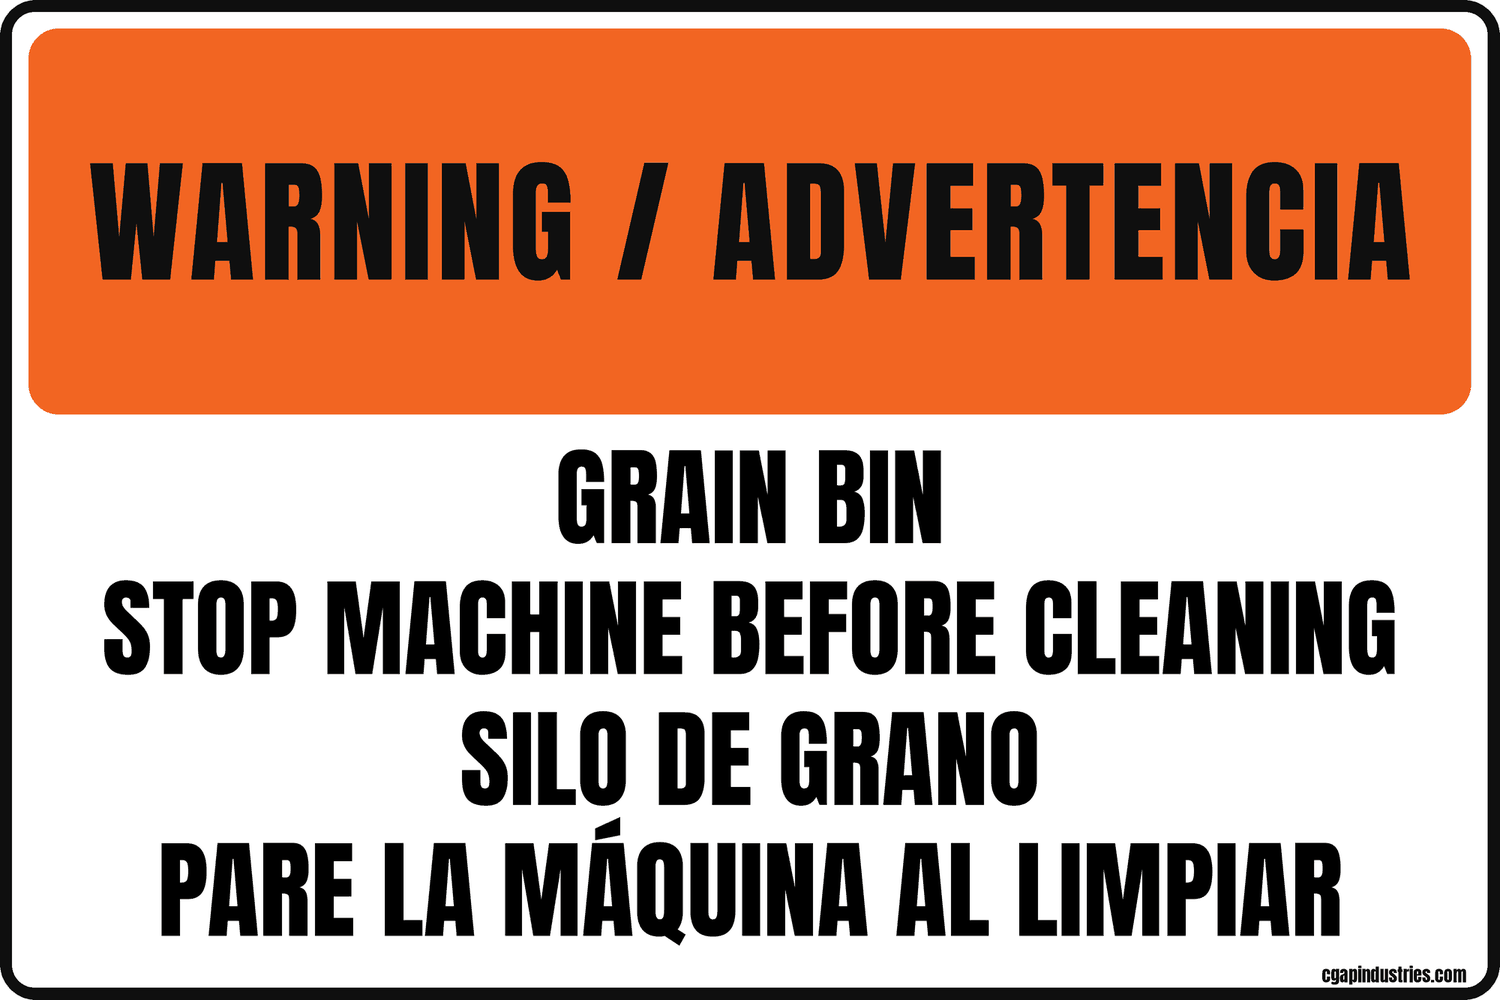 WARNING / ADVERTENCIA
GRAIN BIN
STOP MACHINE BEFORE CLEANING
SILO DE GRANO
PARE LA MÁQUINA AL LIMPIAR
cgapindustries.com